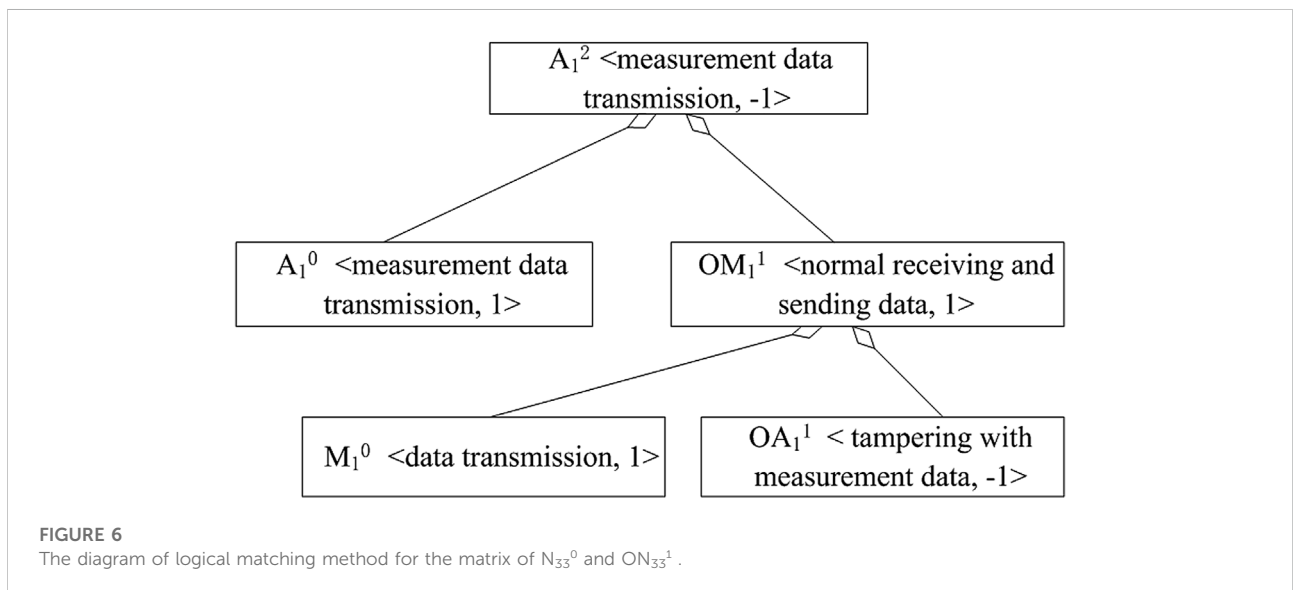 A₁² <measurement data
transmission, -1>
A₁⁰ <measurement data
transmission, 1>
OM₁¹ <normal receiving and
sending data, 1>
M₁⁰ <data transmission, 1>
OA₁¹ < tampering with
measurement data, -1>
FIGURE 6
The diagram of logical matching method for the matrix of N₃₃⁰ and ON₃₃¹ .